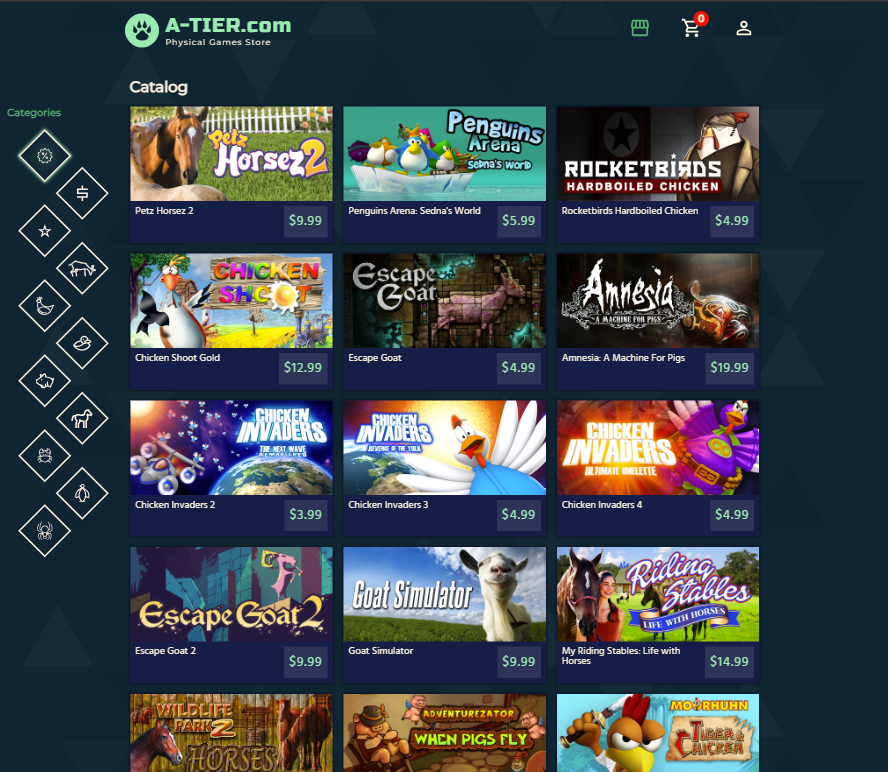 A-TIER.com
0
Physical Games Store
Catalog
Categories
Petz
Horsez 2
Penguins
Arena
Sedna's World
ROCKETBIRDS
HARDBOILED CHICKEN
Petz Horsez 2
$9.99
Penguins Arena: Sedna's World
$5.99
Rocketbirds Hardboiled Chicken
$4.99
CHICKEN
SHOOT
Escape
Goat
Amnesia
A MACHINE FOR PIGS
Chicken Shoot Gold
$12.99
Escape Goat
$4.99
Amnesia: A Machine For Pigs
$19.99
CHICKEN
INVADERS
THE NEXT WAVE
REMASTERED
CHICKEN
INVADERS
REVENGE OF THE YOLK
CHICKEN
INVADERS
ULTIMATE OMELETTE
Chicken Invaders 2
$3.99
Chicken Invaders 3
$4.99
Chicken Invaders 4
$4.99
Escape Goat 2
Goat Simulator
Riding
Stables
LIFE WITH HORSES
Escape Goat 2
$9.99
Goat Simulator
$9.99
My Riding Stables: Life with
Horses
$14.99
WILDLIFE
PARK 2
HORSES
ADVENTUREZATOR
WHEN PIGS FLY
MOORHUHN
TIGER &
CHICKEN